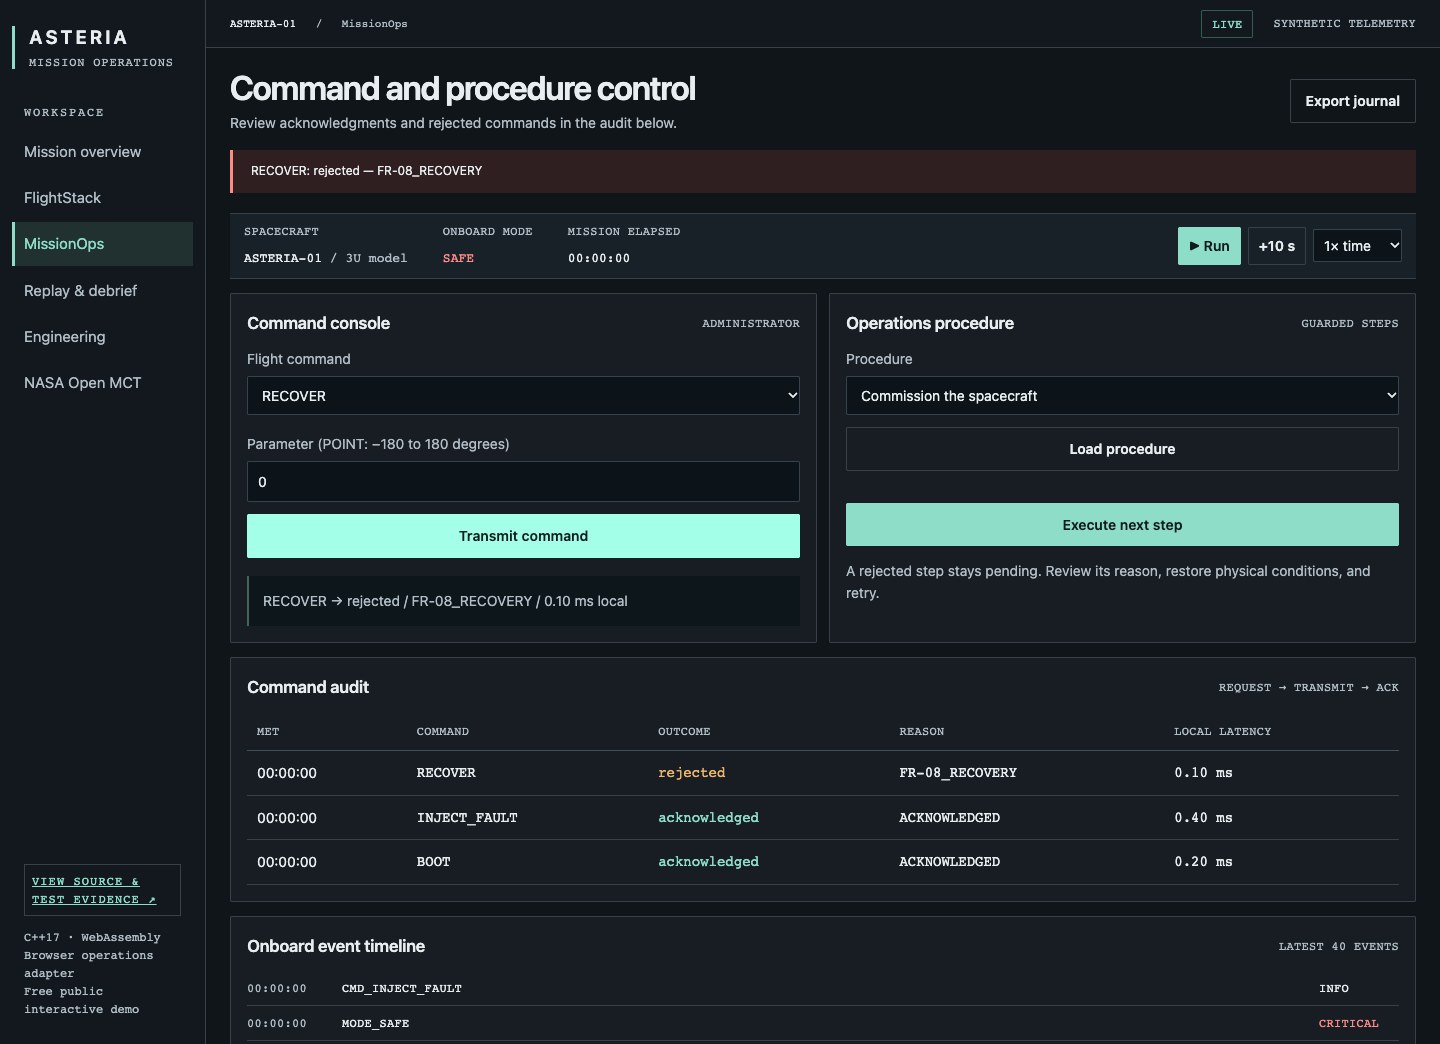 ASTERIA
MISSION OPERATIONS
WORKSPACE
Mission overview
FlightStack
MissionOps
Replay & debrief
Engineering
NASA Open MCT
VIEW SOURCE &
TEST EVIDENCE ↗
C++17 · WebAssembly
Browser operations
adapter
Free public
interactive demo
ASTERIA-01 / MissionOps
LIVE SYNTHETIC TELEMETRY
Command and procedure control
Review acknowledgments and rejected commands in the audit below.
Export journal
RECOVER: rejected — FR-08_RECOVERY
SPACECRAFT ONBOARD MODE MISSION ELAPSED
ASTERIA-01 / 3U model SAFE 00:00:00
▶ Run +10 s 1× time
Command console ADMINISTRATOR
Flight command
RECOVER
Parameter (POINT: −180 to 180 degrees)
0
Transmit command
RECOVER → rejected / FR-08_RECOVERY / 0.10 ms local
Operations procedure GUARDED STEPS
Procedure
Commission the spacecraft
Load procedure
Execute next step
A rejected step stays pending. Review its reason, restore physical conditions, and
retry.
Command audit REQUEST → TRANSMIT → ACK
MET COMMAND OUTCOME REASON LOCAL LATENCY
00:00:00 RECOVER rejected FR-08_RECOVERY 0.10 ms
00:00:00 INJECT_FAULT acknowledged ACKNOWLEDGED 0.40 ms
00:00:00 BOOT acknowledged ACKNOWLEDGED 0.20 ms
Onboard event timeline LATEST 40 EVENTS
00:00:00 CMD_INJECT_FAULT INFO
00:00:00 MODE_SAFE CRITICAL